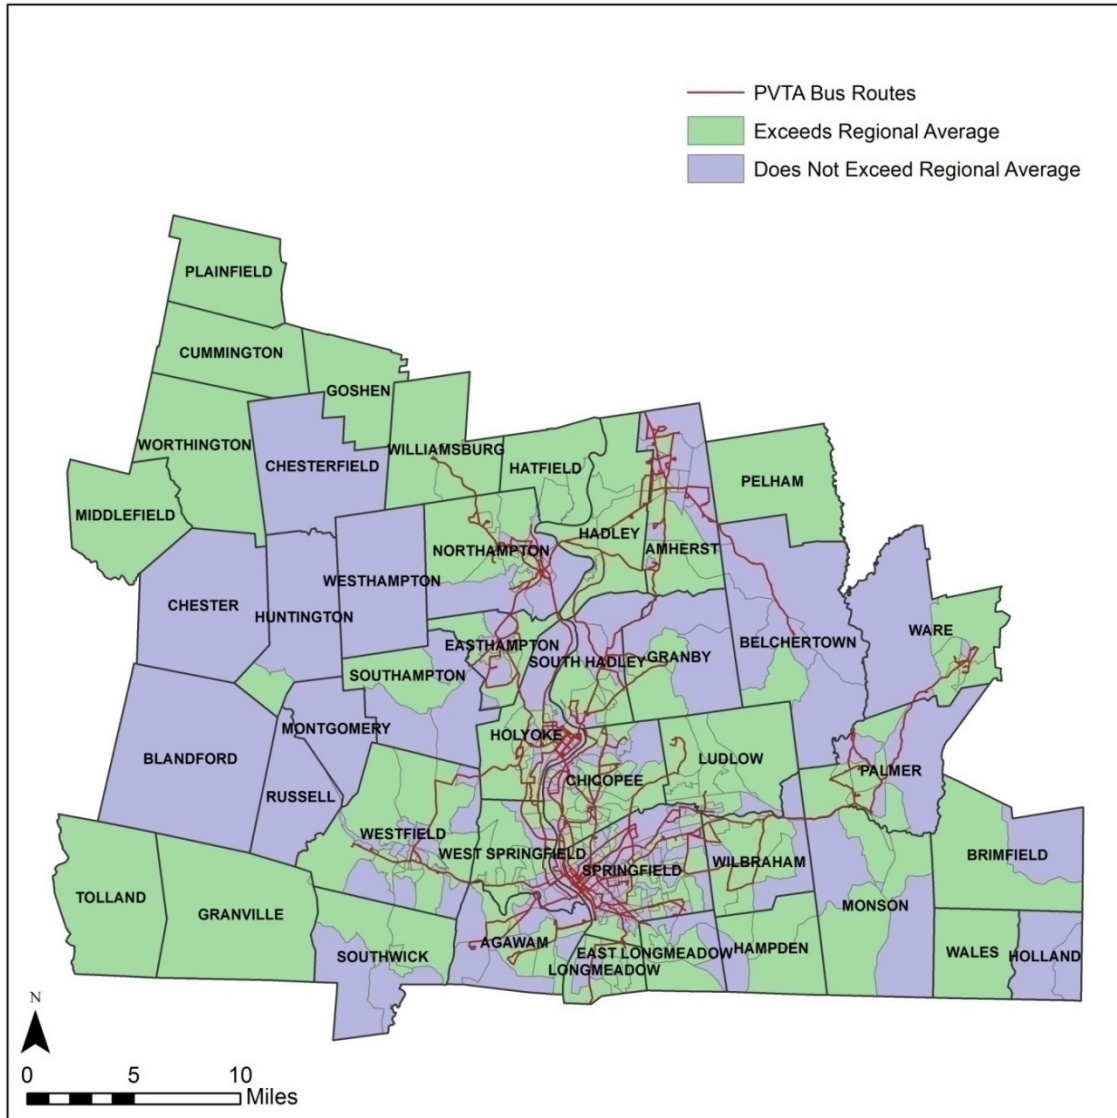 PVTA Bus Routes
Exceeds Regional Average
Does Not Exceed Regional Average
PLAINFIELD
CUMMINGTON
GOSHEN
WORTHINGTON
WILLIAMSBURG
CHESTERFIELD
HATFIELD
PELHAM
MIDDLEFIELD
HADLEY
NORTHAMPTON
AMHERST
WESTHAMPTON
CHESTER
HUNTINGTON
WARE
BELCHERTOWN
EASTHAMPTON
SOUTH HADLEY
GRANBY
SOUTHAMPTON
MONTGOMERY
HOLYOKE
BLANDFORD
LUDLOW
PALMER
CHICOPEE
RUSSELL
WESTFIELD
WEST SPRINGFIELD
BRIMFIELD
WILBRAHAM
SPRINGFIELD
TOLLAND
MONSON
GRANVILLE
AGAWAM
HAMPDEN
EAST LONGMEADOW
SOUTHWICK
WALES
HOLLAND
LONGMEADOW
N
0 5 10
Miles